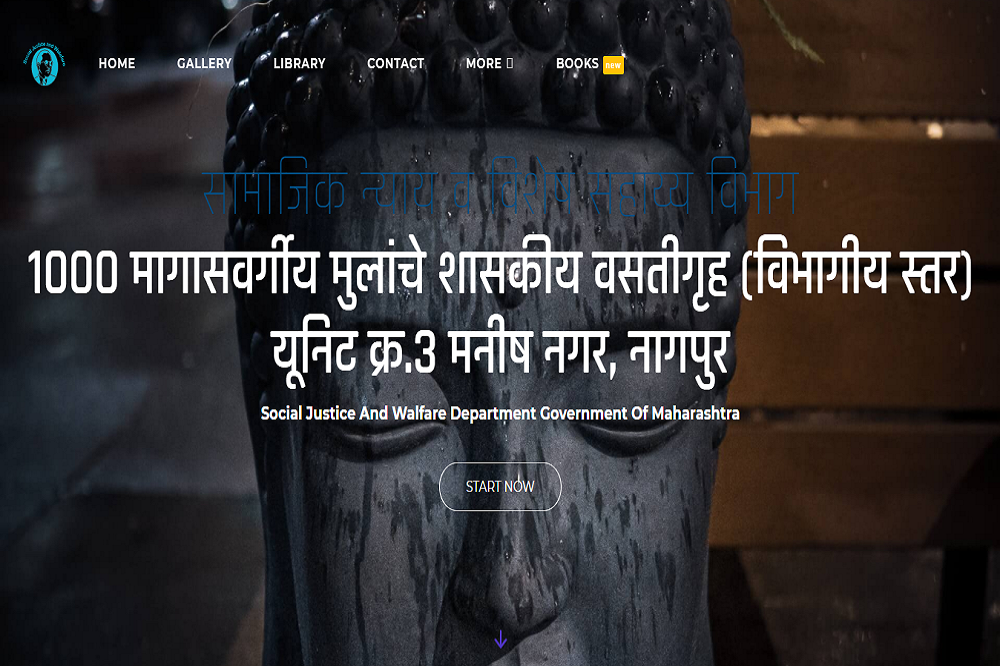 HOME GALLERY LIBRARY CONTACT MORE BOOKS new
सामाजिक न्याय व विशेष सहाय्य विभाग
1000 मागासवर्गीय मुलांचे शासकीय वसतीगृह (विभागीय स्तर)
यूनिट क्र.3 मनीष नगर, नागपुर
Social Justice And Walfare Department Government Of Maharashtra
START NOW